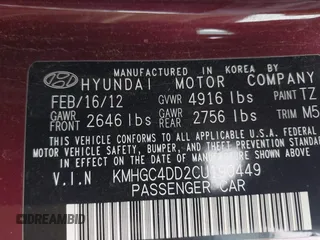 MANUFACTURED IN KOREA BY
HYUNDAI MOTOR COMPANY
FEB/16/12 GVWR 4916 lbs PAINT TZ
GAWR FRONT 2646 lbs GAWR REAR 2756 lbs TRIM M5
THIS VEHICLE CONFORMS TO ALL APPLICABLE
MOTOR VEHICLE SAFETY, BUMPER, AND THEFT
PREVENTION STANDARDS IN EFFECT ON THE
DATE OF MANUFACTURE SHOWN ABOVE.
V.I.N KMHGC4DD2CU
PASSENGER CAR
DREAMBID